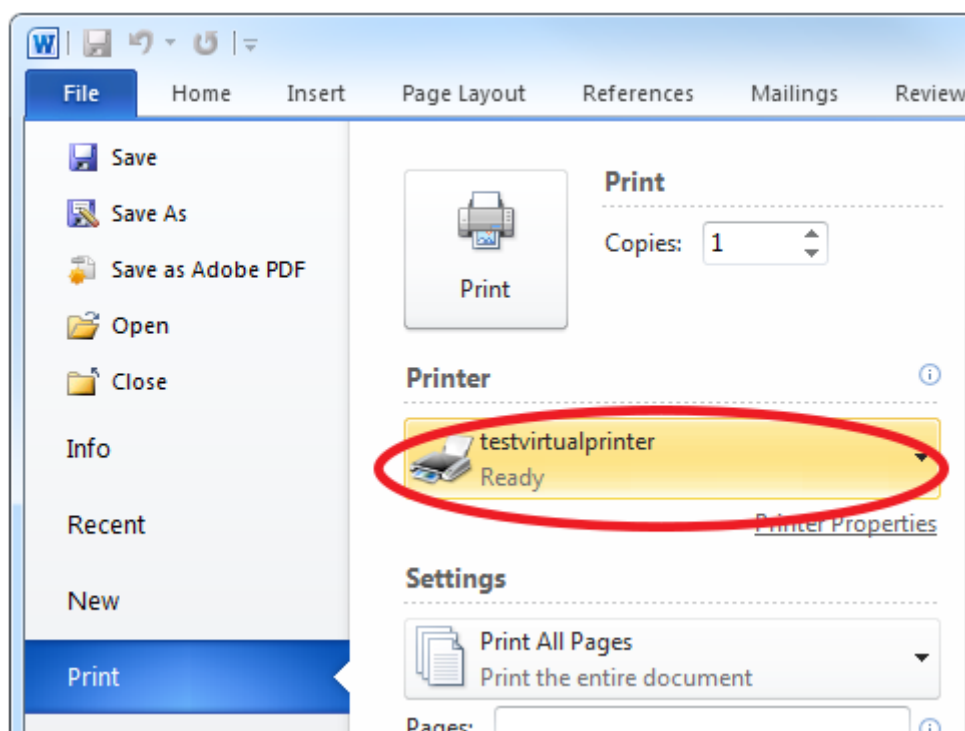 W
File Home Insert Page Layout References Mailings Review
Save
Save As
Save as Adobe PDF
Open
Close
Info
Recent
New
Print
Print
Print
Copies: 1
Printer
testvirtualprinter
Ready
Printer Properties
Settings
Print All Pages
Print the entire document
Pages: